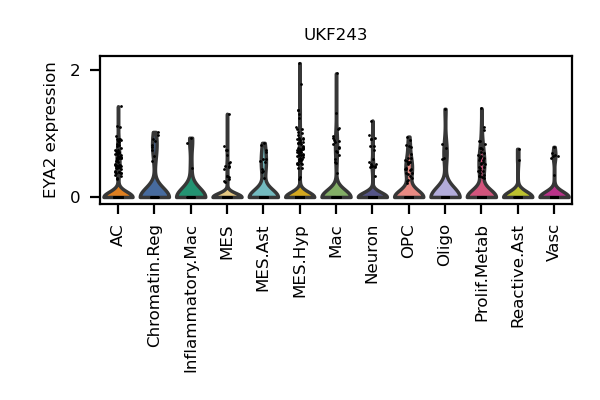 UKF243
EYA2 expression
2
0
AC
Chromatin.Reg
Inflammatory.Mac
MES
MES.Ast
MES.Hyp
Mac
Neuron
OPC
Oligo
Prolif.Metab
Reactive.Ast
Vasc